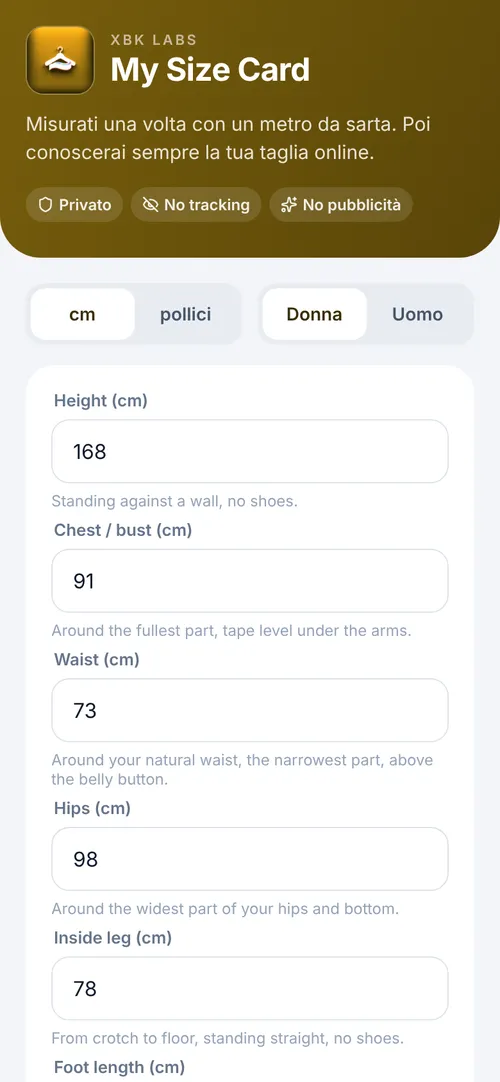 XBK LABS
My Size Card
Misurati una volta con un metro da sarta. Poi
conoscerai sempre la tua taglia online.
Privato
No tracking
No pubblicità
cm
pollici
Donna
Uomo
Height (cm)
168
Standing against a wall, no shoes.
Chest / bust (cm)
91
Around the fullest part, tape level under the arms.
Waist (cm)
73
Around your natural waist, the narrowest part, above
the belly button.
Hips (cm)
98
Around the widest part of your hips and bottom.
Inside leg (cm)
78
From crotch to floor, standing straight, no shoes.
Foot length (cm)